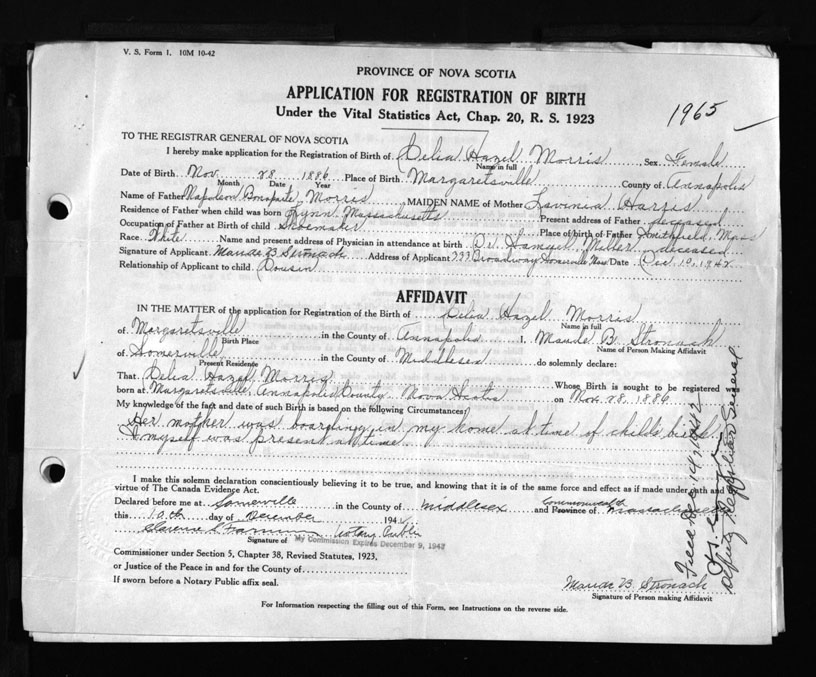 V. S. Form 1. 10M 10-42
PROVINCE OF NOVA SCOTIA
APPLICATION FOR REGISTRATION OF BIRTH
Under the Vital Statistics Act, Chap. 20, R. S. 1923
1965
TO THE REGISTRAR GENERAL OF NOVA SCOTIA
I hereby make application for the Registration of Birth of Delia Hazel Morris Sex Female
Name in full
Date of Birth Nov 28 1886 Place of Birth Margaretsville County of Annapolis
Month Date Year
Name of Father Napoleon Bonaparte Morris MAIDEN NAME of Mother Lavinia Harris
Residence of Father when child was born Lynn Massachusetts Present address of Father deceased
Occupation of Father at Birth of child Shoemaker Place of birth of Father Smithfield, Mass
Race White Name and present address of Physician in attendance at birth Dr. Miller, deceased
Signature of Applicant Maude B Stronach Address of Applicant 777 Broadway Somerville Mass Date Dec. 10, 1942
Relationship of Applicant to child Cousin
AFFIDAVIT
IN THE MATTER of the application for Registration of the Birth of Delia Hazel Morris
Name in full
of Margaretsville in the County of Annapolis I, Maude B. Stronach
Birth Place Name of Person Making Affidavit
of Somerville in the County of Middlesex do solemnly declare:
Present Residence
That Delia Hazel Morris Whose Birth is sought to be registered was
born at Margaretsville Annapolis County Nova Scotia on Nov 28, 1886
My knowledge of the fact and date of such Birth is based on the following Circumstances:
Her mother was boarding in my home at time of child's birth.
I myself was present at time.
I make this solemn declaration conscientiously believing it to be true, and knowing that it is of the same force and effect as if made under oath and by
virtue of The Canada Evidence Act.
Declared before me at Somerville in the County of Middlesex and Province of Commonwealth Massachusetts
this 10th day of December 1942
Clarence Notary Public
Signature of My Commission Expires December 9, 1947
Commissioner under Section 5, Chapter 38, Revised Statutes, 1923,
or Justice of the Peace in and for the County of
If sworn before a Notary Public affix seal.
Maude B. Stronach
Signature of Person making Affidavit
For Information respecting the filling out of this Form, see Instructions on the reverse side.
Filed Dec. 14, 1942
Deputy Registrar General